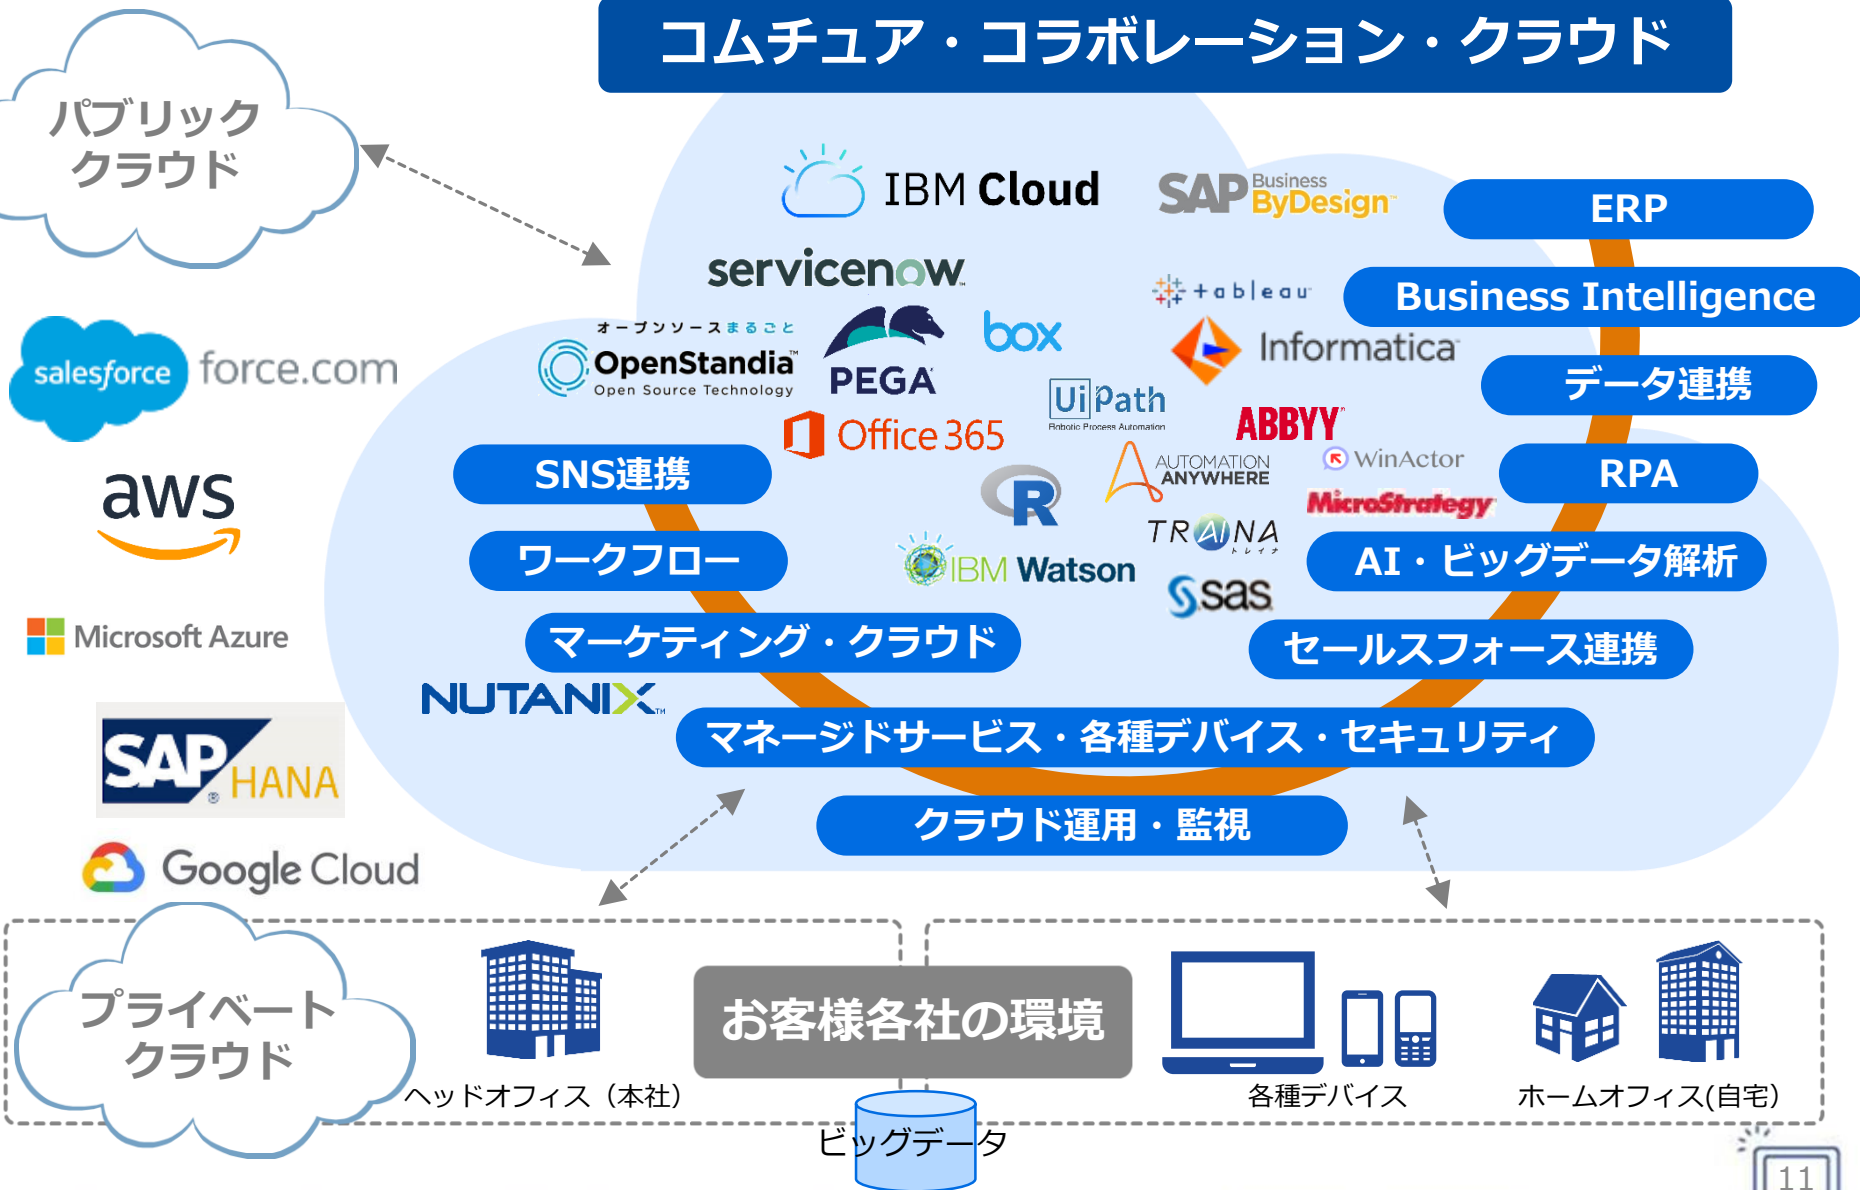 コムチュア・コラボレーション・クラウド
パブリック
クラウド
IBM Cloud
SAP Business
ByDesign™
ERP
servicenow™
tableau
Business Intelligence
オープンソースまるごと
OpenStandia™
Open Source Technology
PEGA
box
Informatica
salesforce
force.com
データ連携
UiPath
Robotic Process Automation
ABBYY®
Office 365
SNS連携
AUTOMATION
ANYWHERE
WinActor
RPA
aws
R
MicroStrategy
TRAINA
トレイナ
ワークフロー
IBM Watson
AI・ビッグデータ解析
sas
Microsoft Azure
マーケティング・クラウド
セールスフォース連携
NUTANIX™
マネージドサービス・各種デバイス・セキュリティ
SAP®
HANA
クラウド運用・監視
Google Cloud
プライベート
クラウド
お客様各社の環境
ヘッドオフィス（本社）
各種デバイス
ホームオフィス(自宅）
ビッグデータ
11